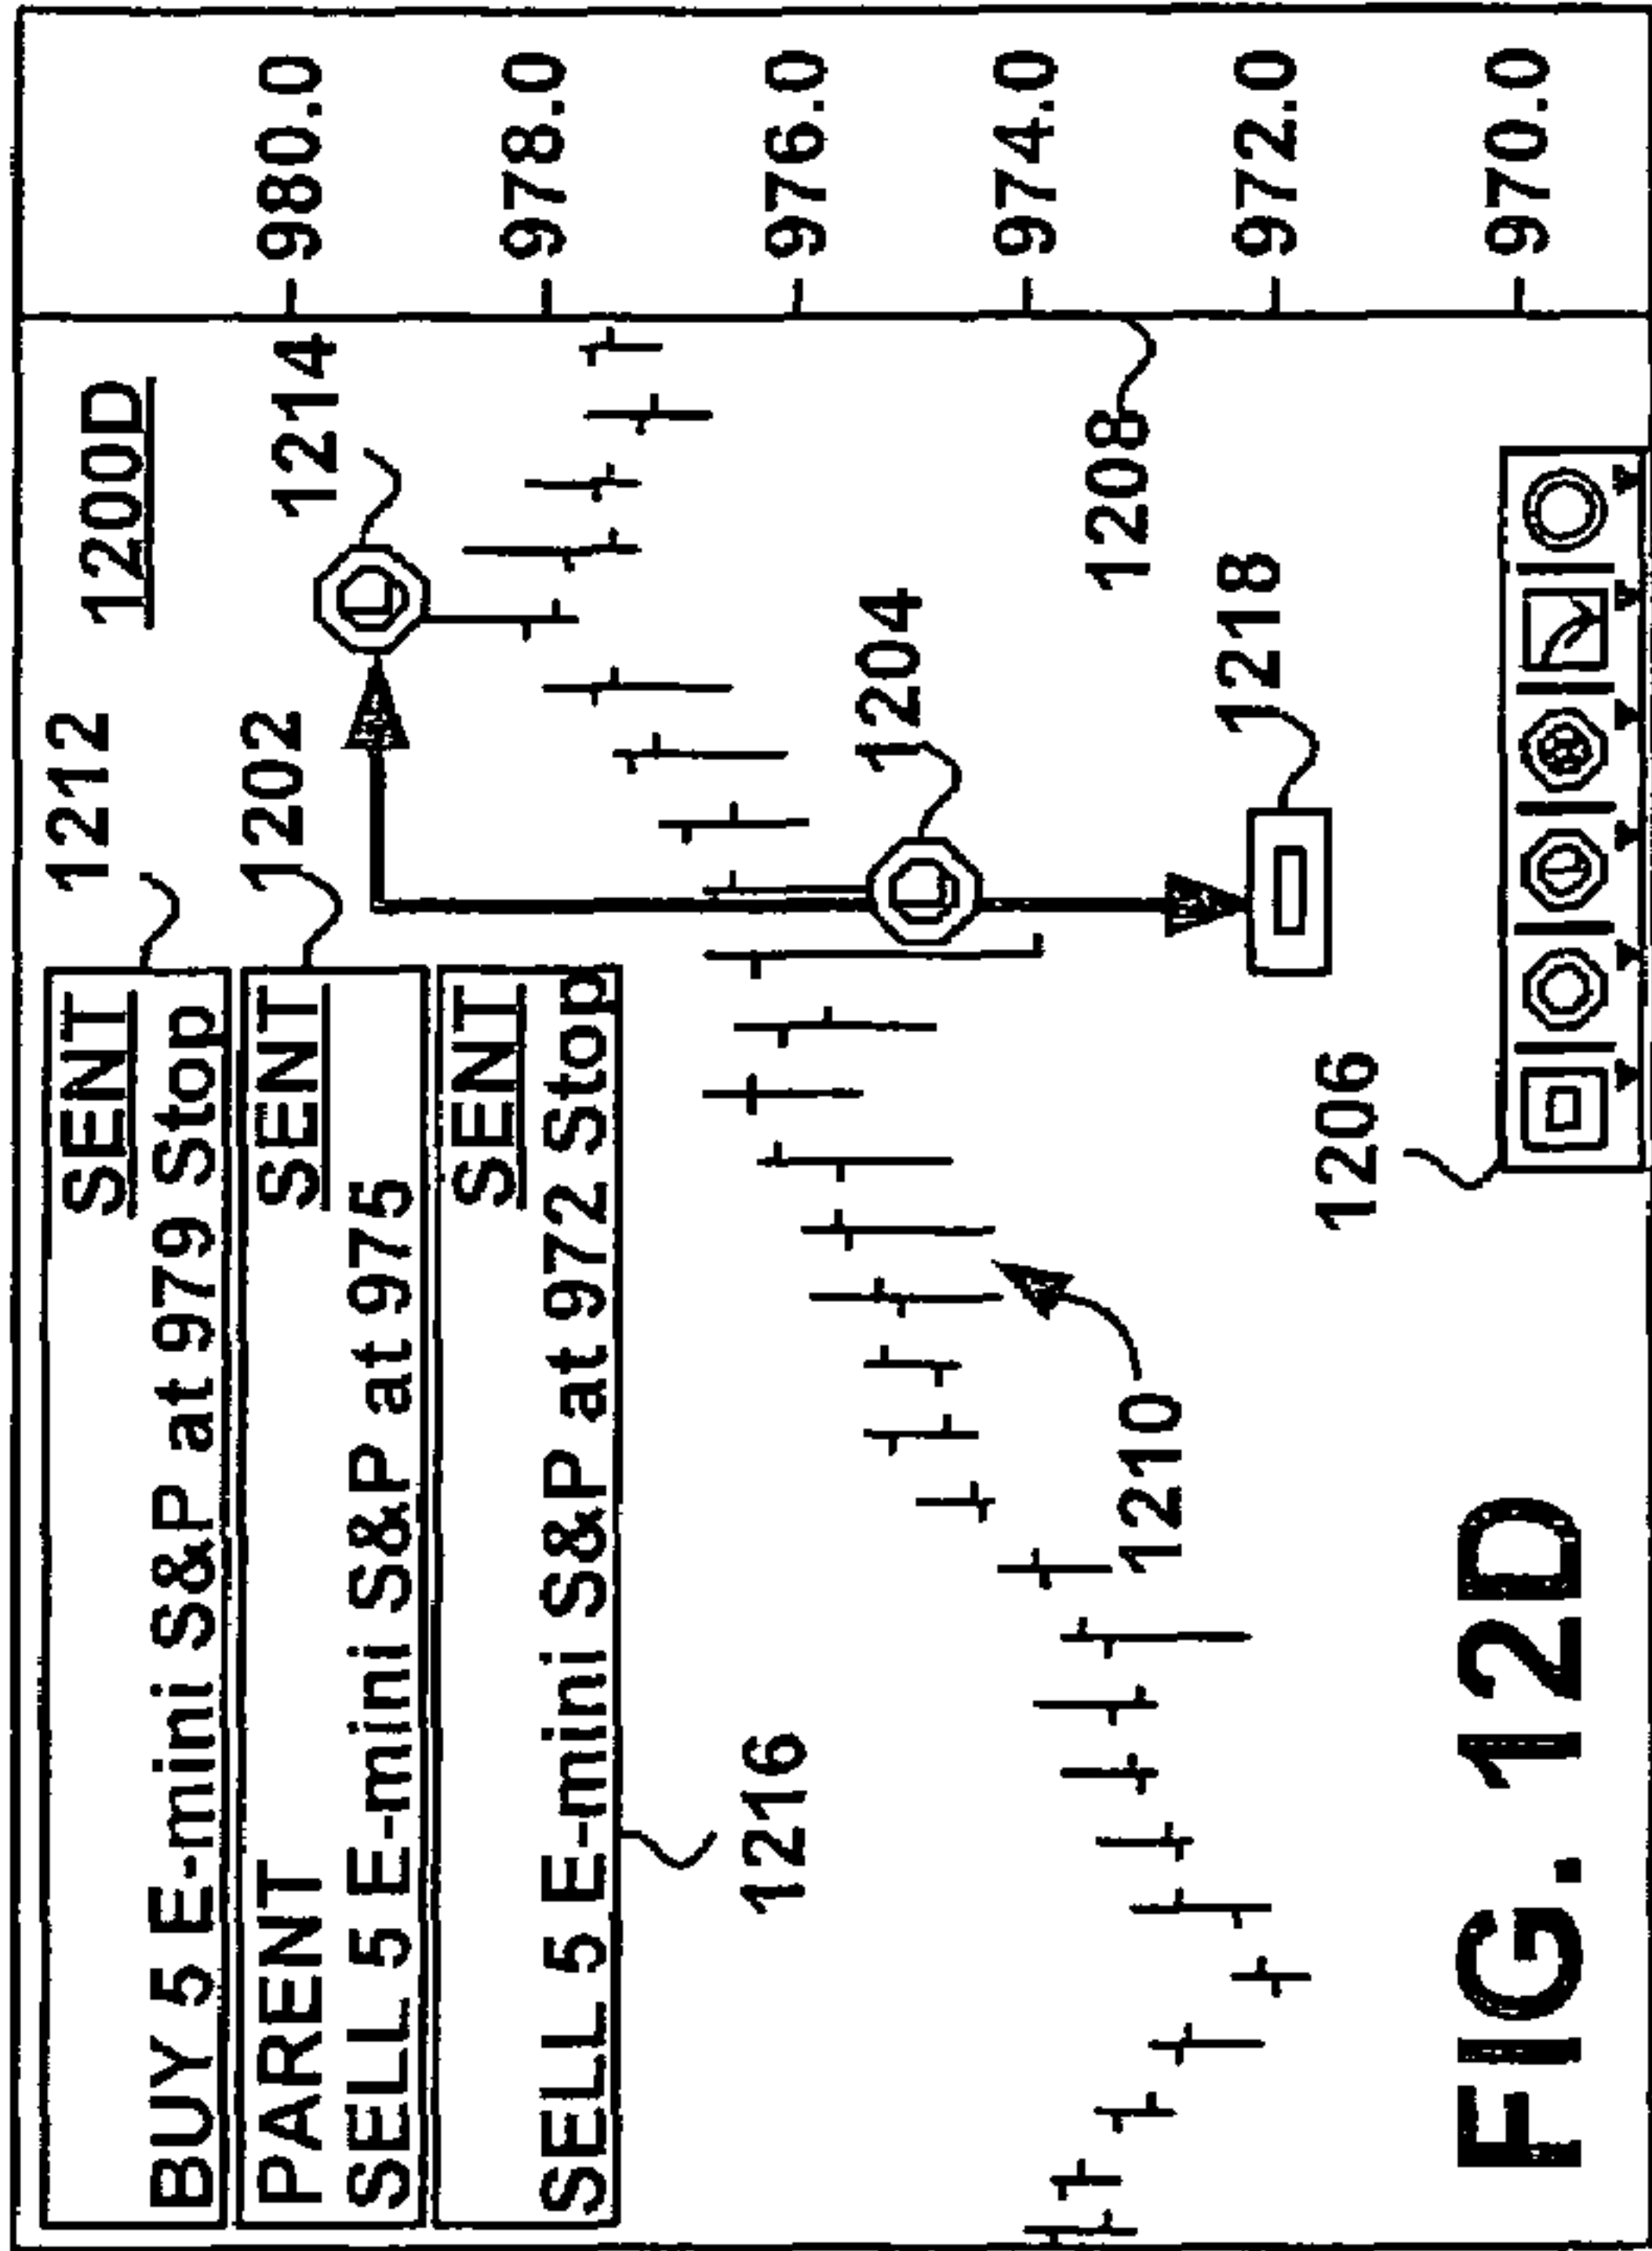 1212
1200D
SENT
BUY 5 E-mini S&P at 979 Stop
1202
1214
980.0
PARENT SENT
SELL 5 E-mini S&P at 975
SENT
SELL 5 E-mini S&P at 972 Stop
978.0
1216
976.0
1204
974.0
1210
1208
972.0
1218
1206
970.0
FIG. 12D